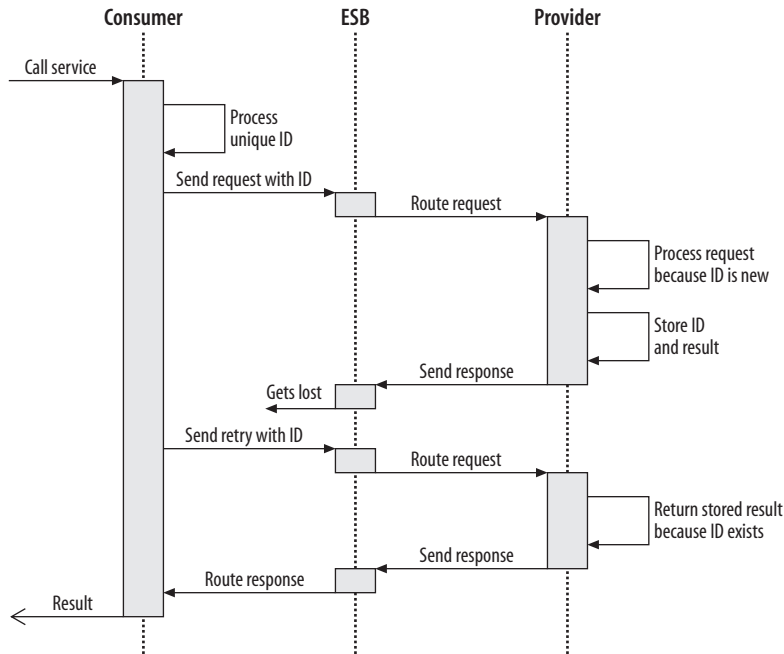 Consumer
ESB
Provider
Call service
Process
unique ID
Send request with ID
Route request
Process request
because ID is new
Store ID
and result
Send response
Gets lost
Send retry with ID
Route request
Return stored result
because ID exists
Send response
Route response
Result